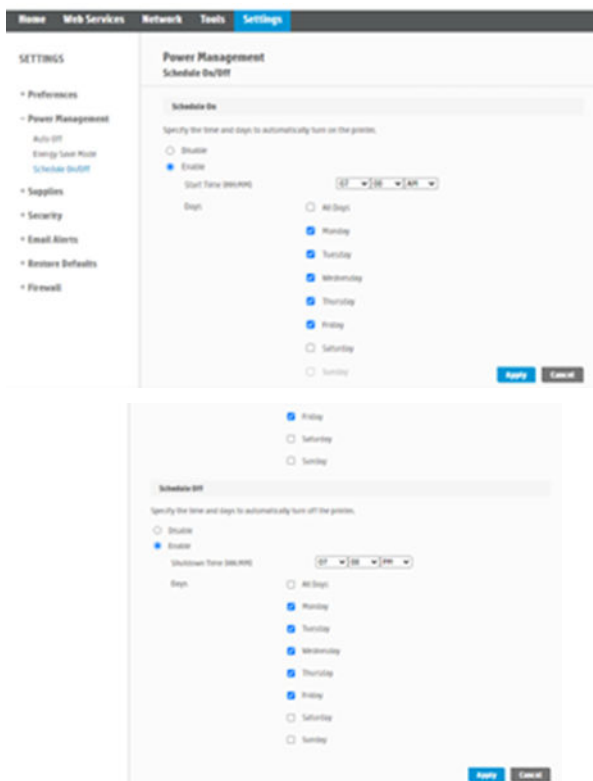 Home Web Services Network Tools Settings
SETTINGS
Power Management
Schedule On/Off
+ Preferences
- Power Management
Auto Off
Energy Save Mode
Schedule On/Off
+ Supplies
+ Security
+ Email Alerts
+ Restore Defaults
+ Firewall
Schedule On
Specify the time and days to automatically turn on the printer.
Disable
Enable
Start Time (HH:MM) 07 00 AM
Days All Days
Monday
Tuesday
Wednesday
Thursday
Friday
Saturday
Sunday
Apply Cancel
Friday
Saturday
Sunday
Schedule Off
Specify the time and days to automatically turn off the printer.
Disable
Enable
Shutdown Time (HH:MM) 07 00 PM
Days All Days
Monday
Tuesday
Wednesday
Thursday
Friday
Saturday
Sunday
Apply Cancel